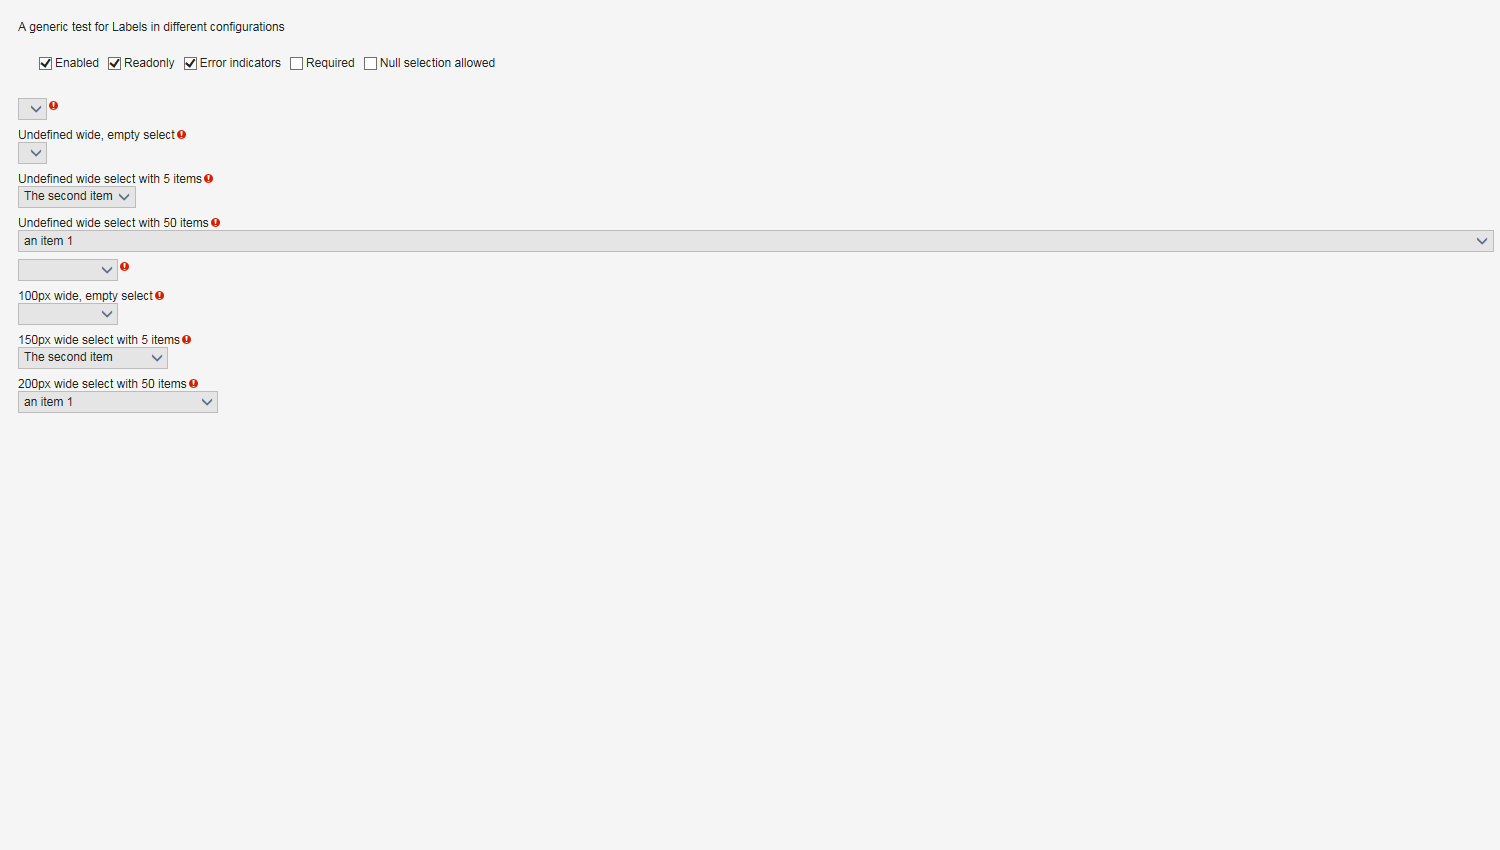 A generic test for Labels in different configurations
Enabled Readonly Error indicators Required Null selection allowed
Undefined wide, empty select
Undefined wide select with 5 items
The second item
Undefined wide select with 50 items
an item 1
100px wide, empty select
150px wide select with 5 items
The second item
200px wide select with 50 items
an item 1